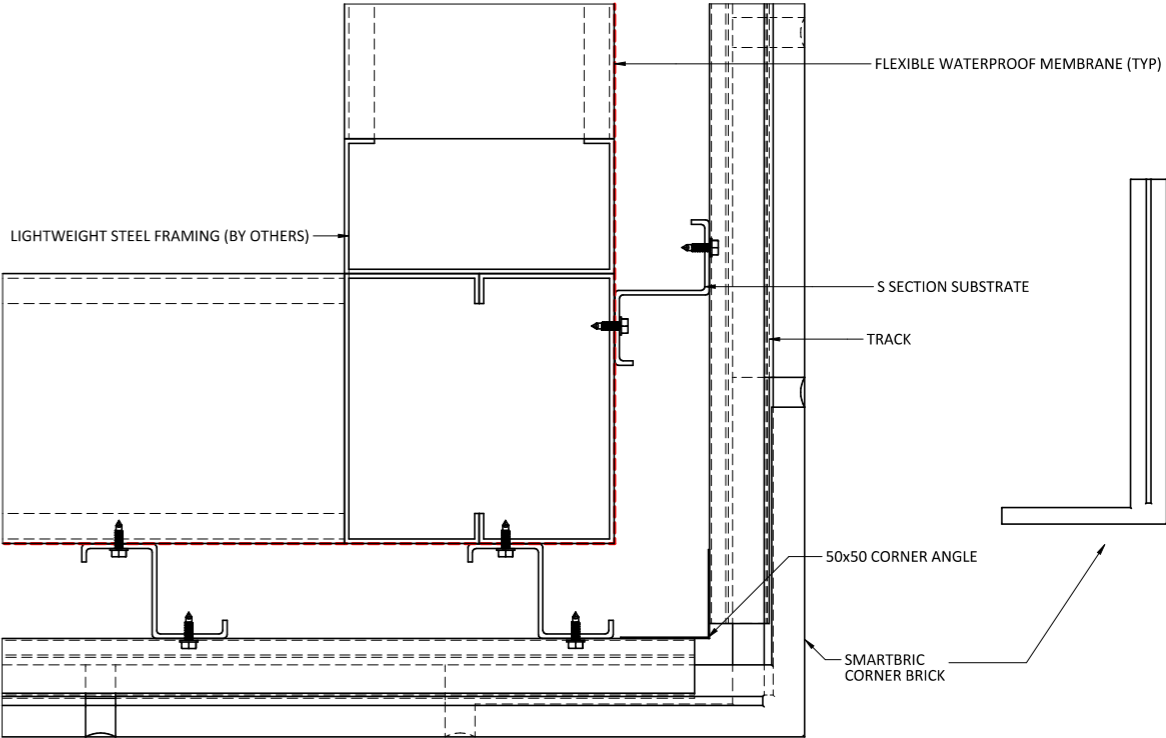 FLEXIBLE WATERPROOF MEMBRANE (TYP)
LIGHTWEIGHT STEEL FRAMING (BY OTHERS)
S SECTION SUBSTRATE
TRACK
50x50 CORNER ANGLE
SMARTBRIC
CORNER BRICK